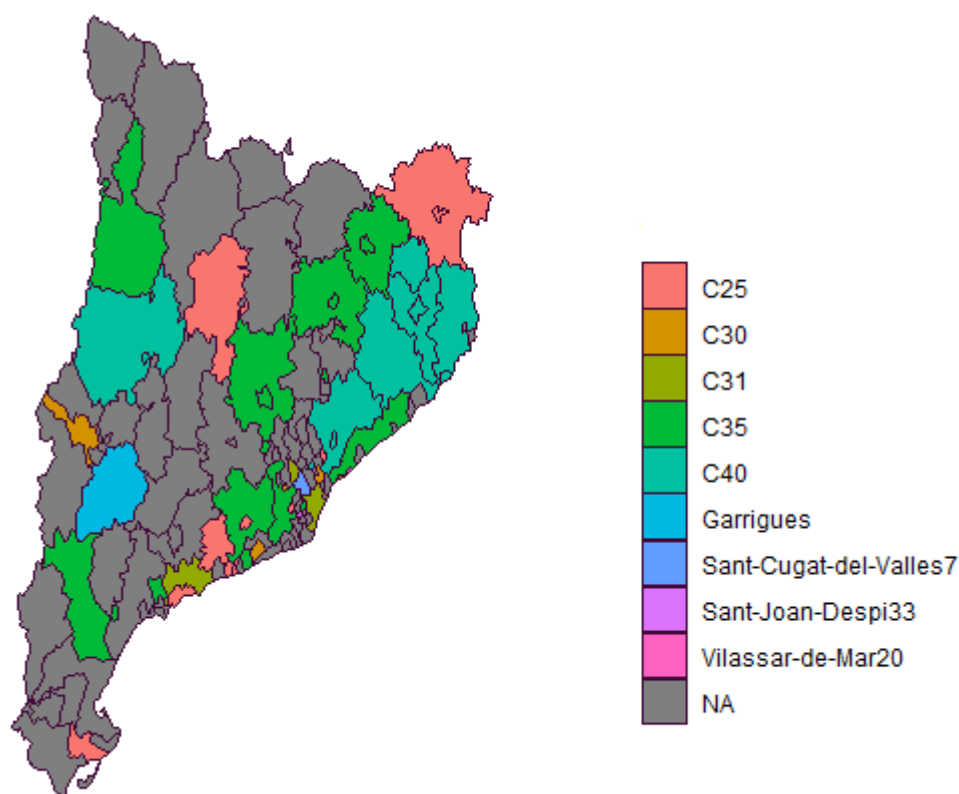 C25
C30
C31
C35
C40
Garrigues
Sant-Cugat-del-Valles7
Sant-Joan-Despi33
Vilassar-de-Mar20
NA